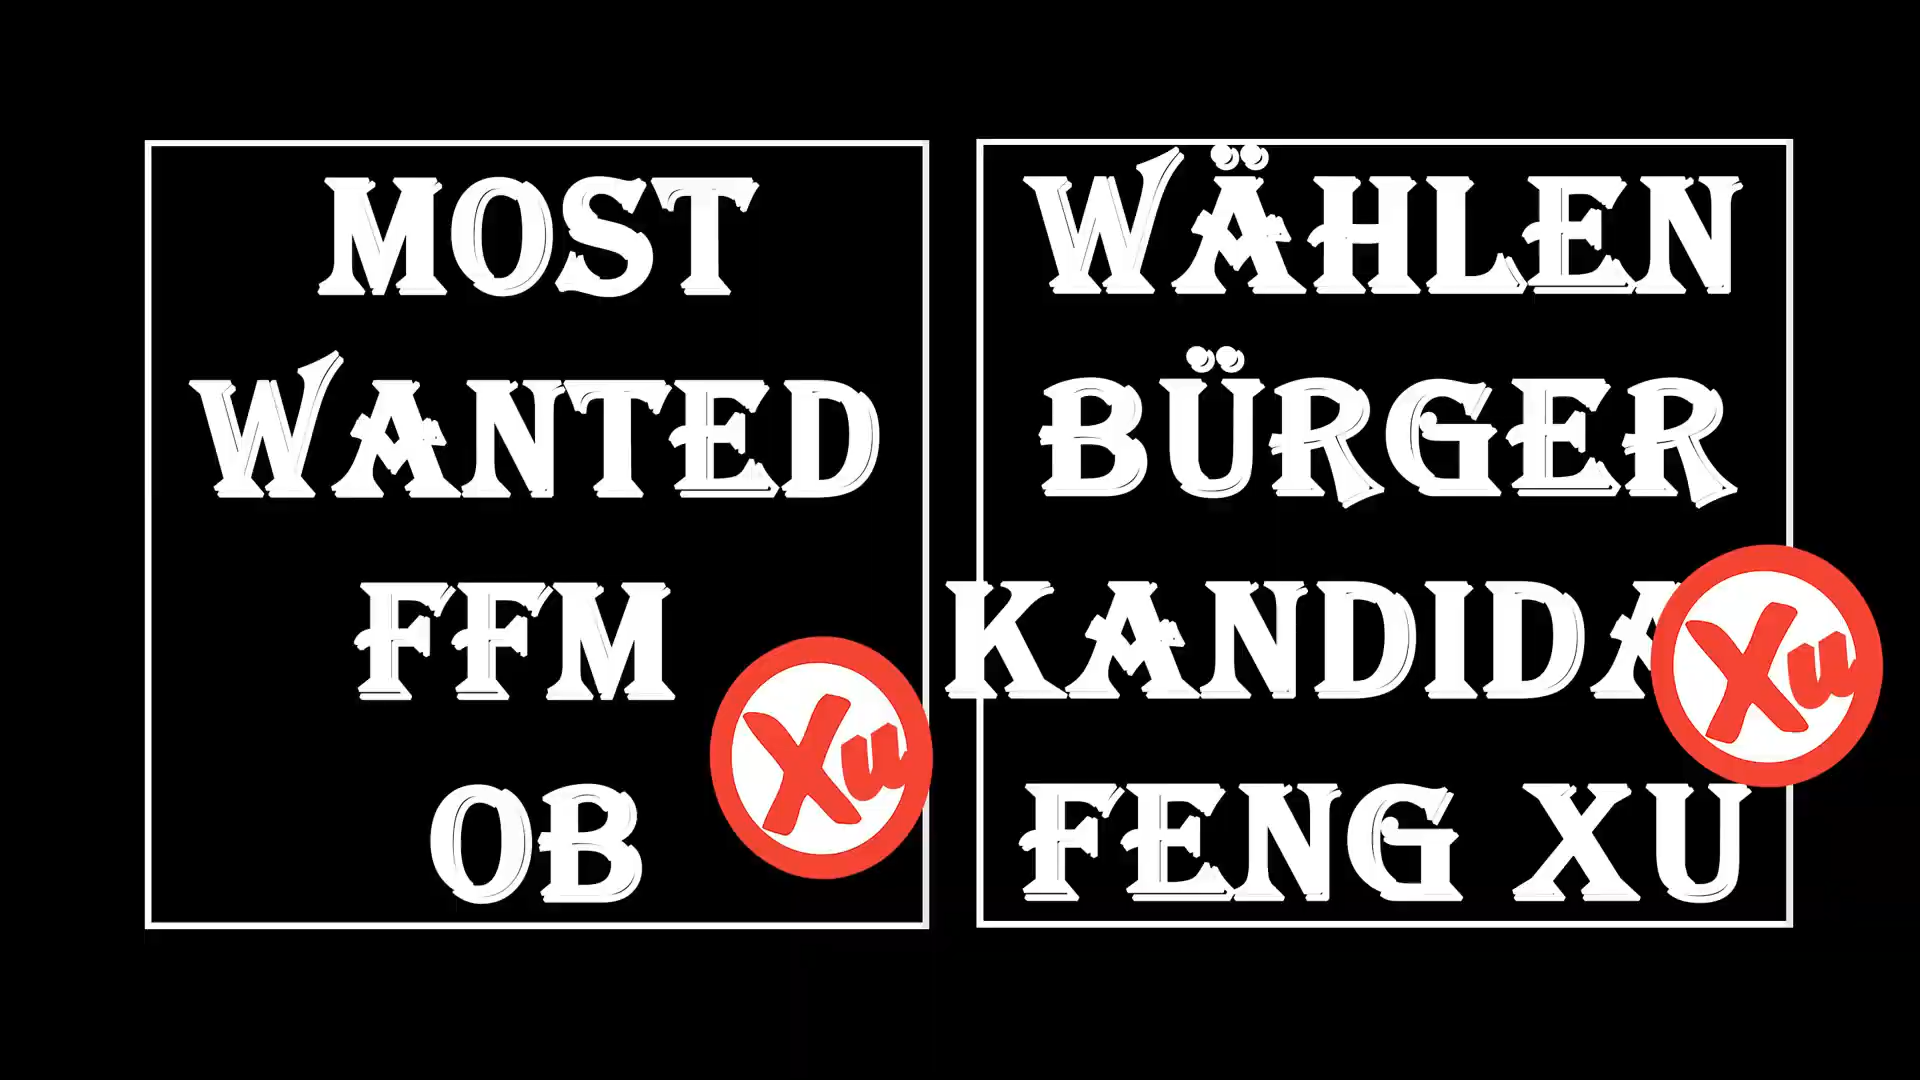 MOST
WANTED
FFM
OB
Xu
WÄHLEN
BÜRGER
KANDIDA
Xu
FENG XU